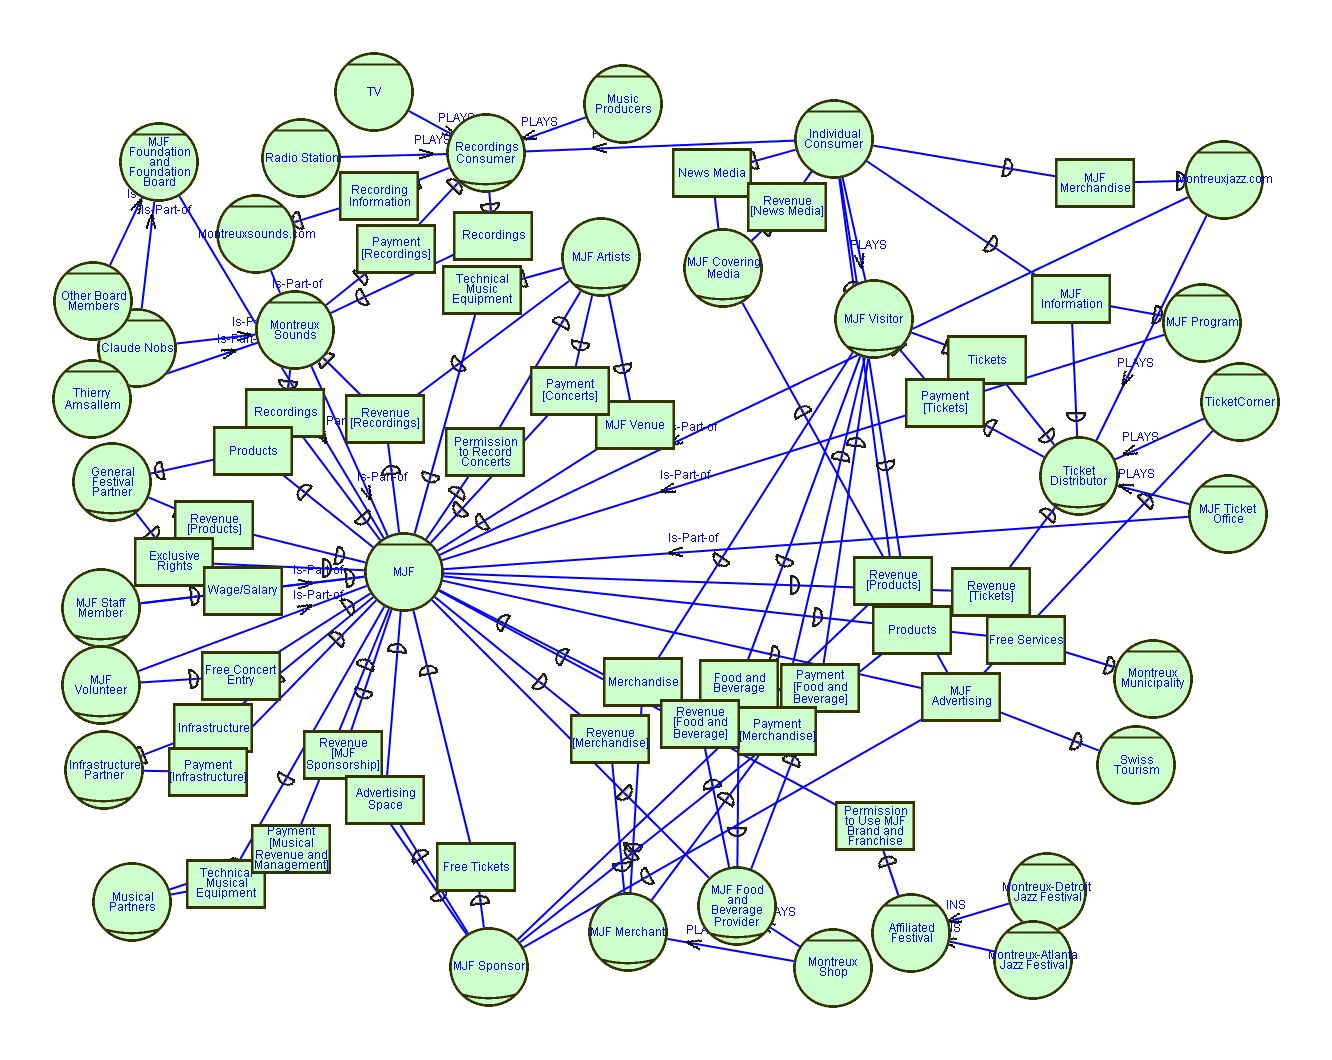 TV
PLAYS
Music
Producers
PLAYS
Individual
Consumer
MJF
Foundation
and
Foundation
Board
Radio Station
PLAYS
Recordings
Consumer
News Media
MJF
Merchandise
Montreuxjazz.com
Recording
Information
Revenue
[News Media]
Is-Part-of
Montreuxsounds.com
Payment
[Recordings]
Recordings
MJF Artists
MJF Covering
Media
PLAYS
Other Board
Members
Is-Part-of
Technical
Music
Equipment
MJF
Information
Montreux
Sounds
MJF Visitor
MJF Program
Claude Nobs
Tickets
PLAYS
Thierry
Amsallem
Payment
[Concerts]
Payment
[Tickets]
TicketCorner
Recordings
Revenue
[Recordings]
MJF Venue
s-Part-of
PLAYS
Products
Permission
to Record
Concerts
General
Festival
Partner
Is-Part-of
Is-Part-of
Ticket
Distributor
PLAYS
MJF Ticket
Office
Revenue
[Products]
Is-Part-of
Exclusive
Rights
MJF
Is-Part-of
Wage/Salary
Is-Part-of
MJF Staff
Member
Revenue
[Products]
Revenue
[Tickets]
Products
Free Services
MJF
Volunteer
Free Concert
Entry
Merchandise
Food and
Beverage
Payment
[Food and
Beverage]
MJF
Advertising
Montreux
Municipality
Infrastructure
Revenue
[Merchandise]
Revenue
[Food and
Beverage]
Payment
[Merchandise]
Infrastructure
Partner
Payment
[Infrastructure]
Revenue
[MJF
Sponsorship]
Swiss
Tourism
Advertising
Space
Permission
to Use MJF
Brand and
Franchise
Payment
[Musical
Revenue and
Management]
Technical
Musical
Equipment
Free Tickets
Musical
Partners
MJF Food
and
Beverage
Provider
Montreux-Detroit
Jazz Festival
INS
MJF Merchant
Affiliated
Festival
MJF Sponsor
Montreux
Shop
Montreux-Atlanta
Jazz Festival